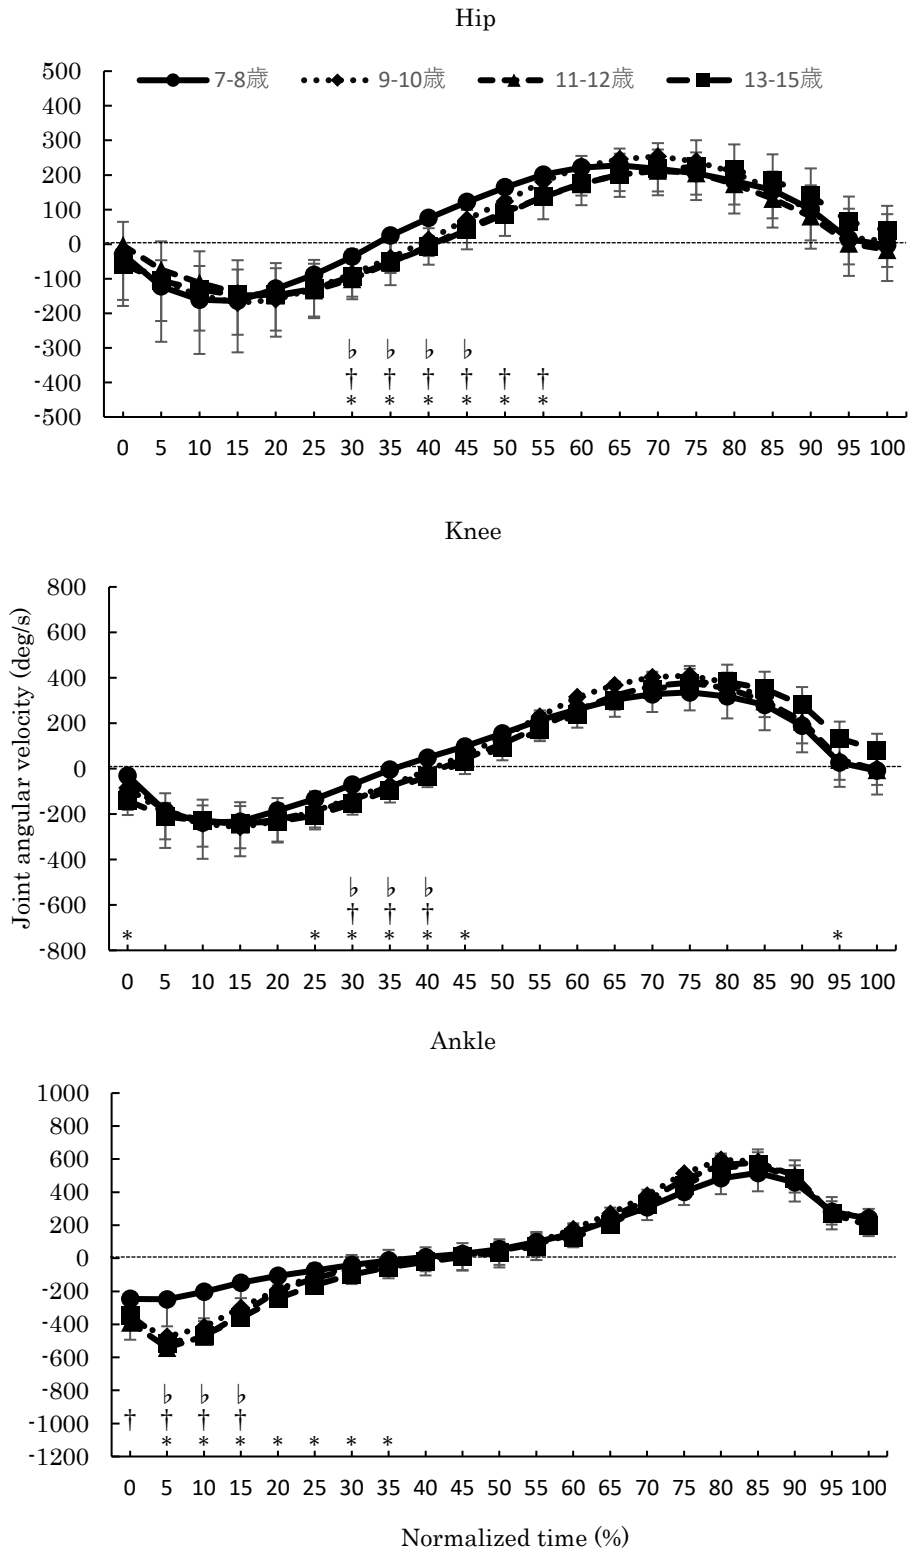 Hip
7-8歳 9-10歳 11-12歳 13-15歳
500
400
300
200
100
0
-100
-200
-300
-400
-500
♭ ♭ ♭ ♭
† † † † † †
* * * * * *
0 5 10 15 20 25 30 35 40 45 50 55 60 65 70 75 80 85 90 95 100
Knee
Joint angular velocity (deg/s)
800
600
400
200
0
-200
-400
-600
-800
♭ ♭ ♭
† † †
* * * * * * *
0 5 10 15 20 25 30 35 40 45 50 55 60 65 70 75 80 85 90 95 100
Ankle
1000
800
600
400
200
0
-200
-400
-600
-800
-1000
-1200
♭ ♭ ♭
† † † †
* * * * * * *
0 5 10 15 20 25 30 35 40 45 50 55 60 65 70 75 80 85 90 95 100
Normalized time (%)